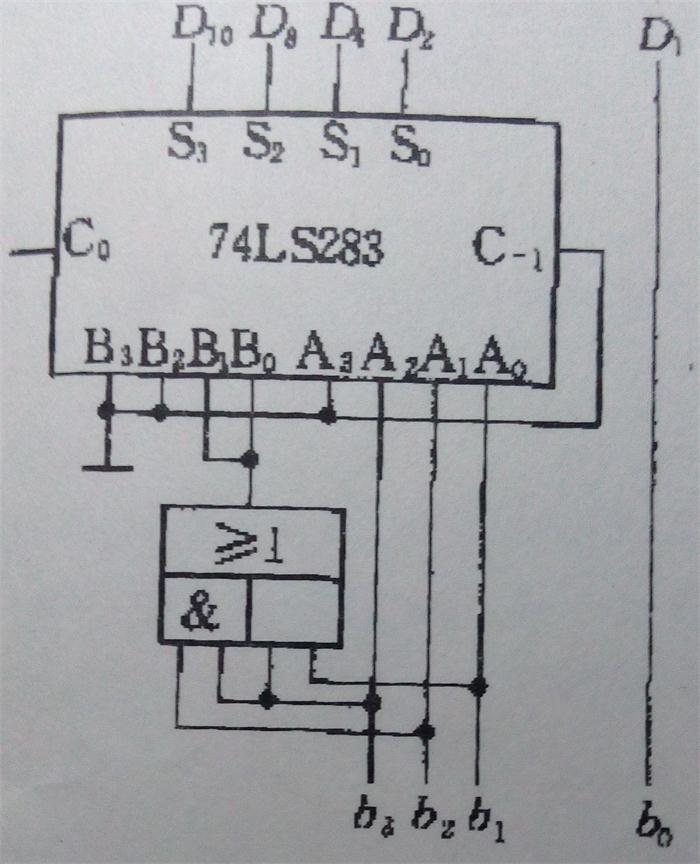 D₁₀ D₈ D₄ D₂ D₁
S₃ S₂ S₁ S₀
C₀ 74LS283 C₋₁
B₃ B₂ B₁ B₀ A₃ A₂ A₁ A₀
≥1
&
b₃ b₂ b₁ b₀